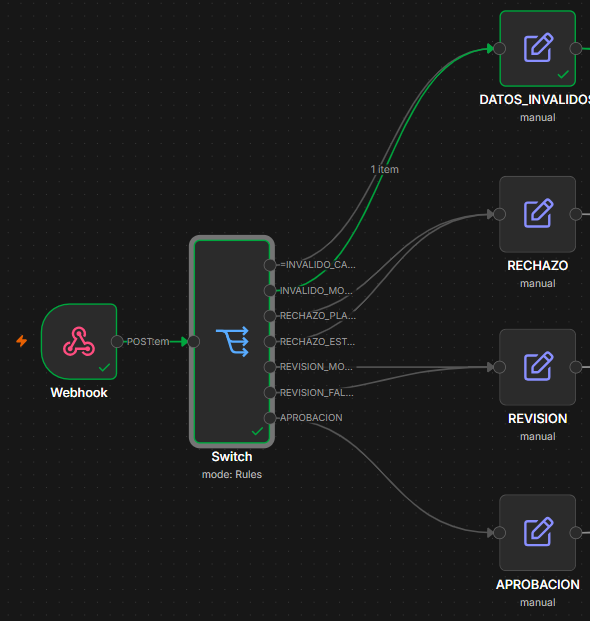 DATOS_INVALIDOS
manual
1 item
RECHAZO
manual
=INVALIDO_CA...
INVALIDO_MO...
RECHAZO_PLA...
RECHAZO_EST...
REVISION_MO...
REVISION_FAL...
APROBACION
POST
Webhook
Switch
mode: Rules
REVISION
manual
APROBACION
manual